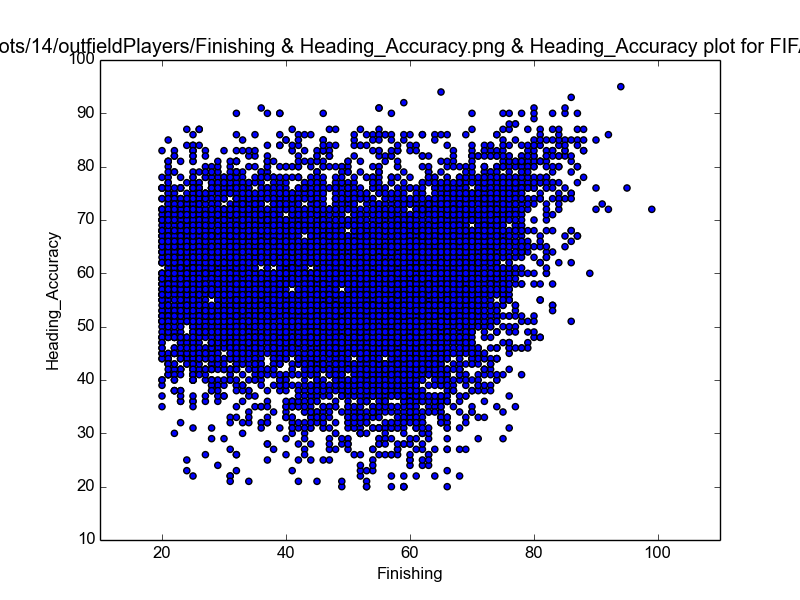 ots/14/outfieldPlayers/Finishing & Heading_Accuracy.png & Heading_Accuracy plot for FIFA
100
90
80
70
60
50
40
30
20
10
Heading_Accuracy
20 40 60 80 100
Finishing